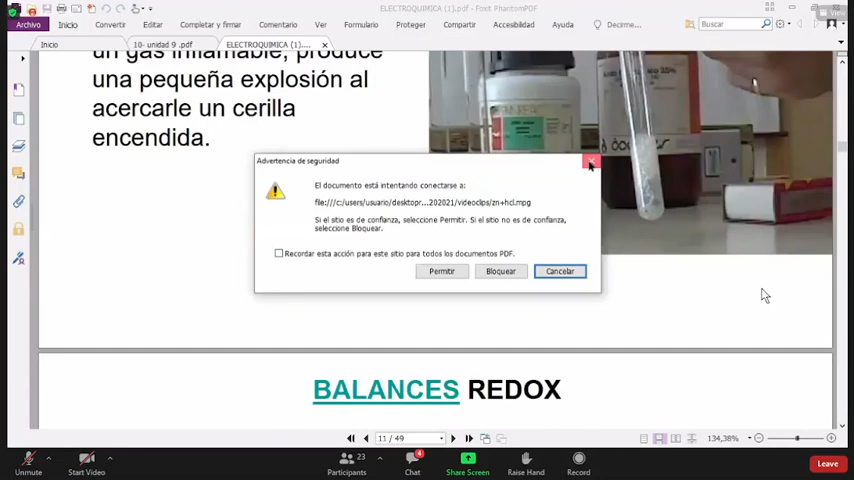 ELECTROQUIMICA (1).pdf - Foxit PhantomPDF
View
Archivo Inicio Convertir Editar Completar y firmar Comentario Ver Formulario Proteger Compartir Accesibilidad Ayuda Decirme... Buscar
Inicio 10- unidad 9 .pdf ELECTROQUIMICA (1)....
un gas inflamable, produce
una pequeña explosión al
acercarle un cerilla
encendida.
Advertencia de seguridad
El documento está intentando conectarse a:
file:///c:/users/usuario/desktopr...202021/videoclips/zn+hcl.mpg
Si el sitio es de confianza, seleccione Permitir. Si el sitio no es de confianza,
seleccione Bloquear.
Recordar esta acción para este sitio para todos los documentos PDF.
Permitir Bloquear Cancelar
BALANCES REDOX
11 / 49 134,38%
Unmute Start Video 23 Participants 4 Chat Share Screen Raise Hand Record Leave